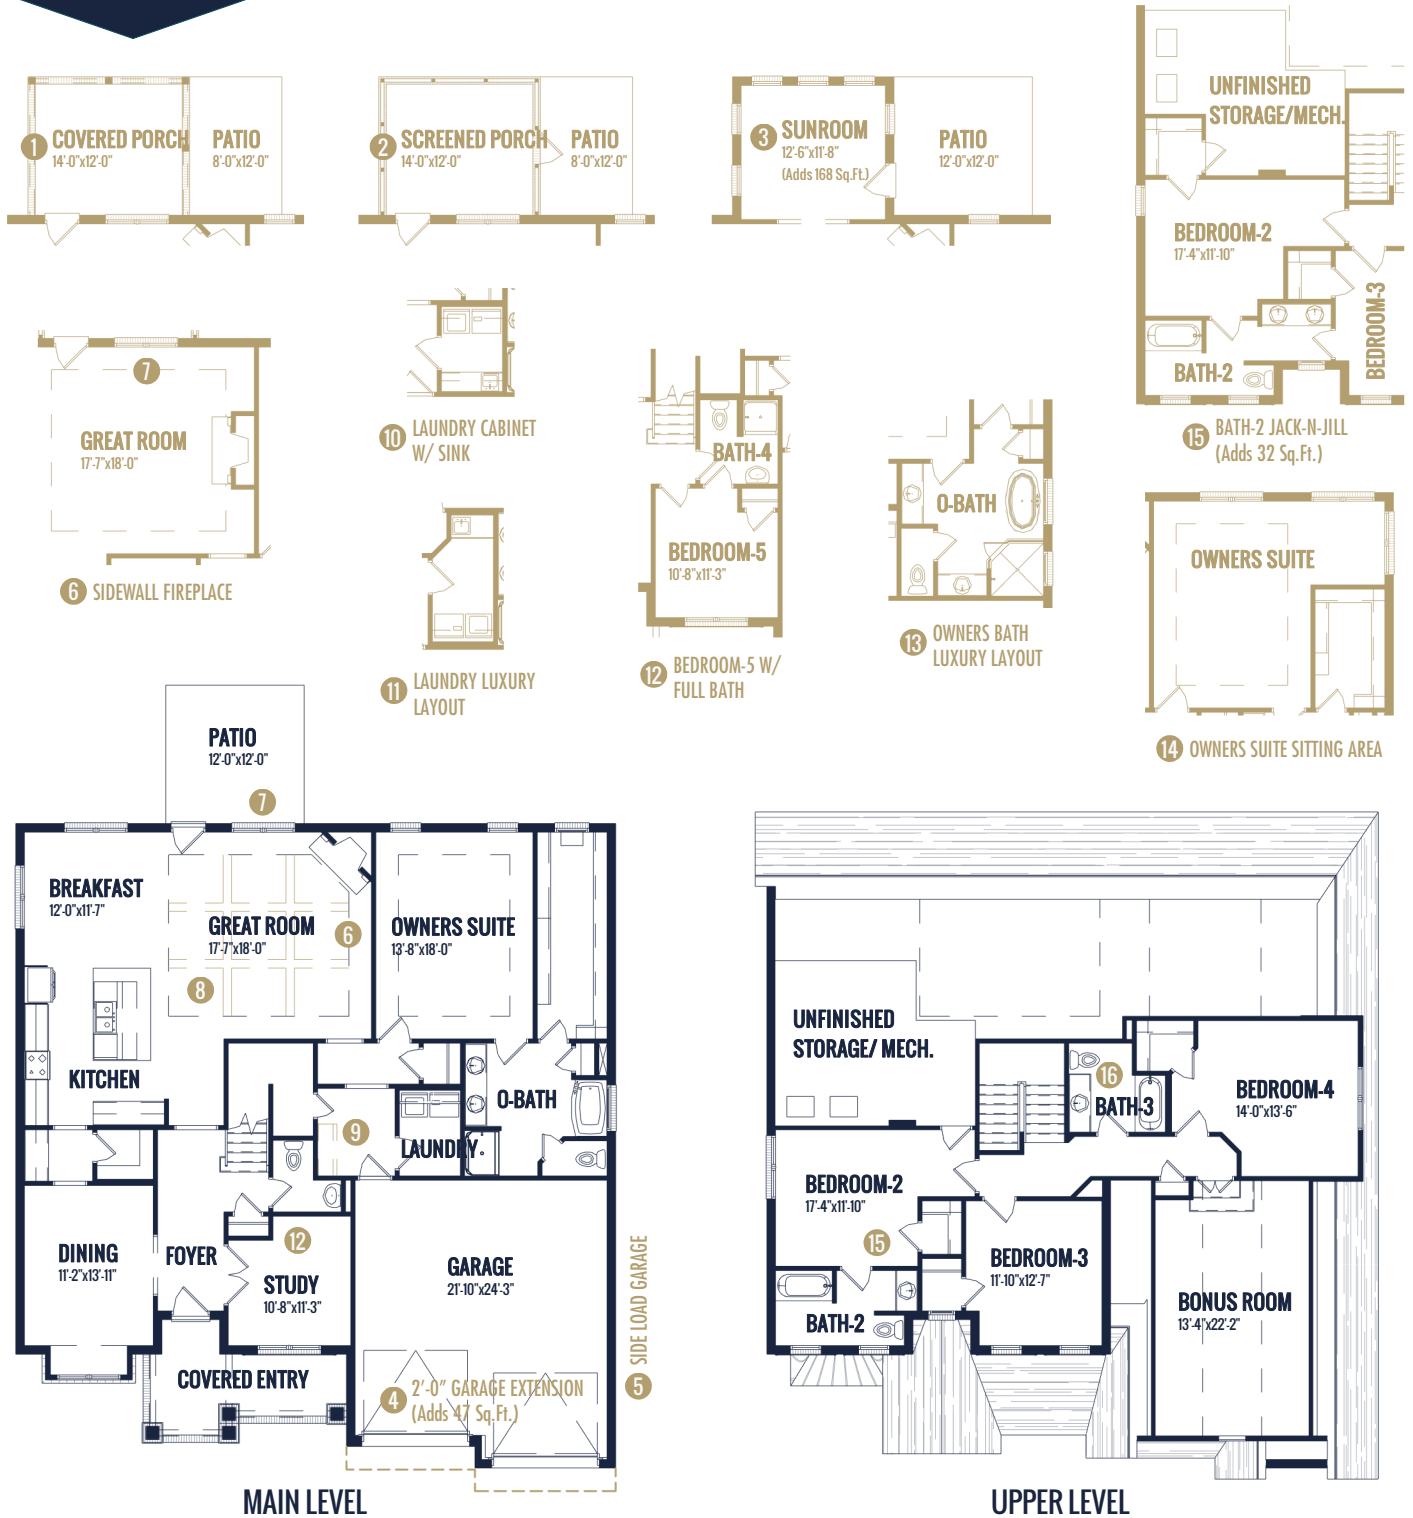 1
COVERED PORCH
14'-0"x12'-0"
PATIO
8'-0"x12'-0"
2
SCREENED PORCH
14'-0"x12'-0"
PATIO
8'-0"x12'-0"
3
SUNROOM
12'-6"x11'-8"
(Adds 168 Sq.Ft.)
PATIO
12'-0"x12'-0"
UNFINISHED
STORAGE/MECH.
BEDROOM-2
17'-4"x11'-10"
BEDROOM-3
BATH-2
15
BATH-2 JACK-N-JILL
(Adds 32 Sq.Ft.)
7
GREAT ROOM
17'-7"x18'-0"
6
SIDEWALL FIREPLACE
10
LAUNDRY CABINET
W/ SINK
11
LAUNDRY LUXURY
LAYOUT
BATH-4
BEDROOM-5
10'-8"x11'-3"
12
BEDROOM-5 W/
FULL BATH
O-BATH
13
OWNERS BATH
LUXURY LAYOUT
OWNERS SUITE
14
OWNERS SUITE SITTING AREA
PATIO
12'-0"x12'-0"
7
BREAKFAST
12'-0"x11'-7"
GREAT ROOM
17'-7"x18'-0"
6
8
OWNERS SUITE
13'-8"x18'-0"
KITCHEN
O-BATH
9
LAUNDRY
DINING
11'-2"x13'-11"
FOYER
12
STUDY
10'-8"x11'-3"
GARAGE
21'-10"x24'-3"
5
SIDE LOAD GARAGE
COVERED ENTRY
4
2'-0" GARAGE EXTENSION
(Adds 47 Sq.Ft.)
MAIN LEVEL
UNFINISHED
STORAGE/ MECH.
16
BATH-3
BEDROOM-4
14'-0"x13'-6"
BEDROOM-2
17'-4"x11'-10"
15
BEDROOM-3
11'-10"x12'-7"
BATH-2
BONUS ROOM
13'-4"x22'-2"
UPPER LEVEL